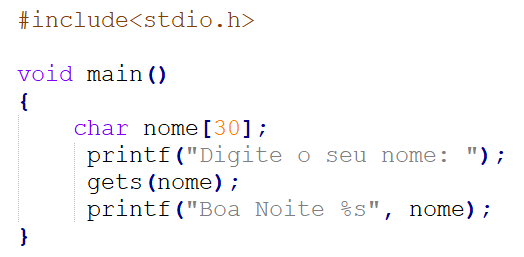 #include<stdio.h>
void main()
{
char nome[30];
printf("Digite o seu nome: ");
gets(nome);
printf("Boa Noite %s", nome);
}